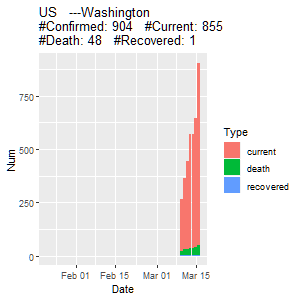 US   ---Washington
#Confirmed: 904   #Current: 855
#Death: 48   #Recovered: 1
750
500
250
0
Num
Feb 01
Feb 15
Mar 01
Mar 15
Date
Type
current
death
recovered